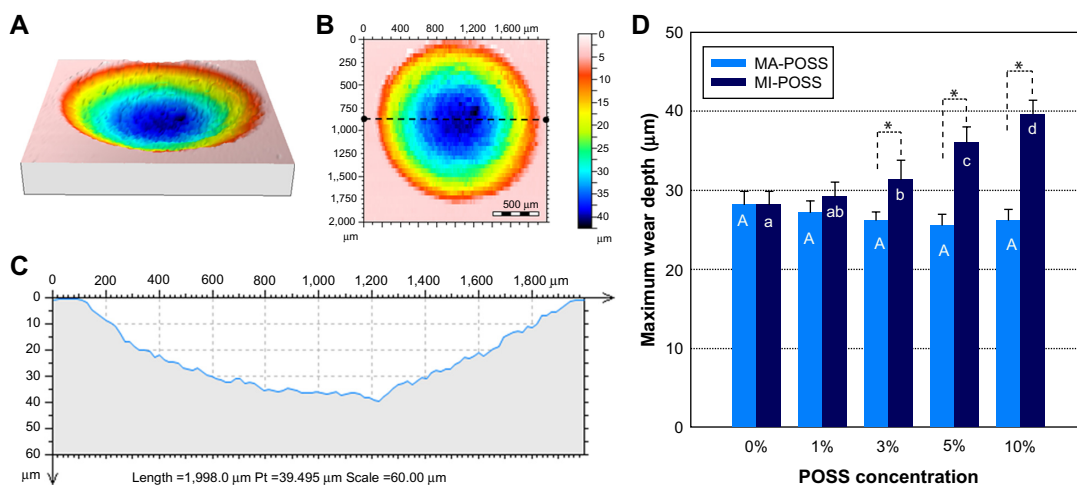 A
B
0 400 800 1,200 1,600 µm
0
250
500
750
1,000
1,250
1,500
1,750
2,000
µm
500 µm
0
5
10
15
20
25
30
35
40
µm
C
0 200 400 600 800 1,000 1,200 1,400 1,600 1,800 µm
0
10
20
30
40
50
60
µm
Length =1,998.0 µm Pt =39.495 µm Scale =60.00 µm
D
Maximum wear depth (µm)
50
40
30
20
10
0
MA-POSS
MI-POSS
* * *
A a A ab A b A c A d
0% 1% 3% 5% 10%
POSS concentration